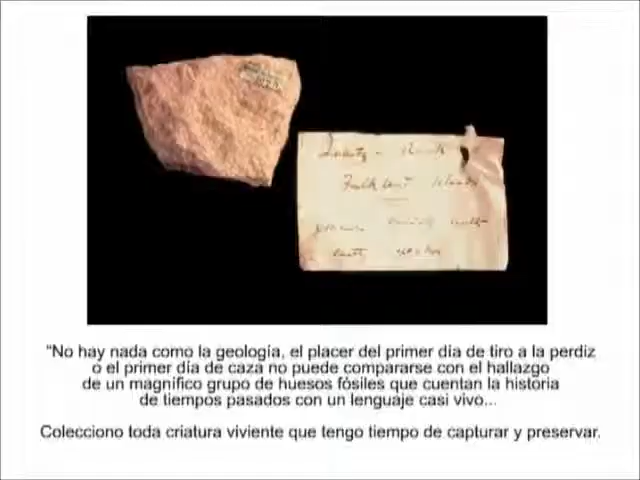 Quartz - Rock
Falkland Islands
"No hay nada como la geología, el placer del primer día de tiro a la perdiz
o el primer día de caza no puede compararse con el hallazgo
de un magnífico grupo de huesos fósiles que cuentan la historia
de tiempos pasados con un lenguaje casi vivo...
Colecciono toda criatura viviente que tengo tiempo de capturar y preservar.